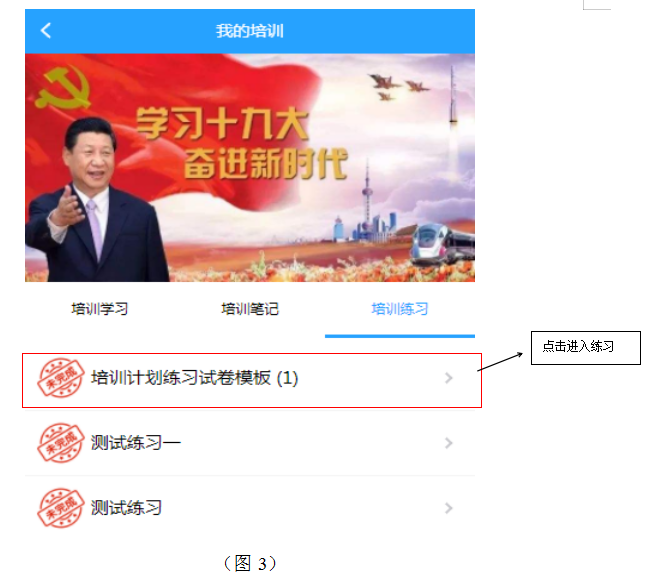 我的培训
学习十九大
奋进新时代
培训学习 培训笔记 培训练习
未完成 培训计划练习试卷模板 (1)
点击进入练习
未完成 测试练习一
未完成 测试练习
（图 3）